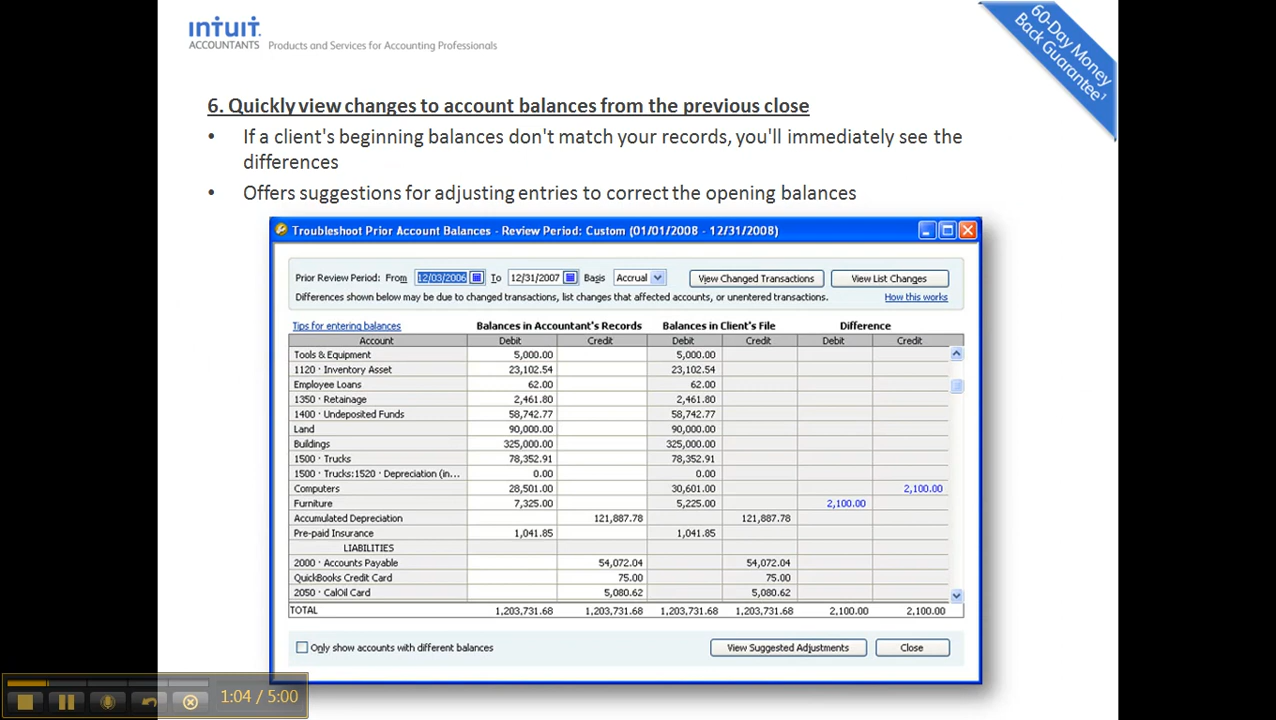 intuit.
ACCOUNTANTS Products and Services for Accounting Professionals
60-Day Money
Back Guarantee¹
6. Quickly view changes to account balances from the previous close
• If a client's beginning balances don't match your records, you'll immediately see the
differences
• Offers suggestions for adjusting entries to correct the opening balances
Troubleshoot Prior Account Balances - Review Period: Custom (01/01/2008 - 12/31/2008)
Prior Review Period: From 12/03/2006 To 12/31/2007 Basis Accrual View Changed Transactions View List Changes
Differences shown below may be due to changed transactions, list changes that affected accounts, or unentered transactions. How this works
Tips for entering balances Balances in Accountant's Records Balances in Client's File Difference
Account Debit Credit Debit Credit Debit Credit
Tools & Equipment 5,000.00 5,000.00
1120 · Inventory Asset 23,102.54 23,102.54
Employee Loans 62.00 62.00
1350 · Retainage 2,461.80 2,461.80
1400 · Undeposited Funds 58,742.77 58,742.77
Land 90,000.00 90,000.00
Buildings 325,000.00 325,000.00
1500 · Trucks 78,352.91 78,352.91
1500 · Trucks:1520 · Depreciation (in... 0.00 0.00
Computers 28,501.00 30,601.00 2,100.00
Furniture 7,325.00 5,225.00 2,100.00
Accumulated Depreciation 121,887.78 121,887.78
Pre-paid Insurance 1,041.85 1,041.85
LIABILITIES
2000 · Accounts Payable 54,072.04 54,072.04
QuickBooks Credit Card 75.00 75.00
2050 · CalOil Card 5,080.62 5,080.62
TOTAL 1,203,731.68 1,203,731.68 1,203,731.68 1,203,731.68 2,100.00 2,100.00
Only show accounts with different balances View Suggested Adjustments Close
1:04 / 5:00